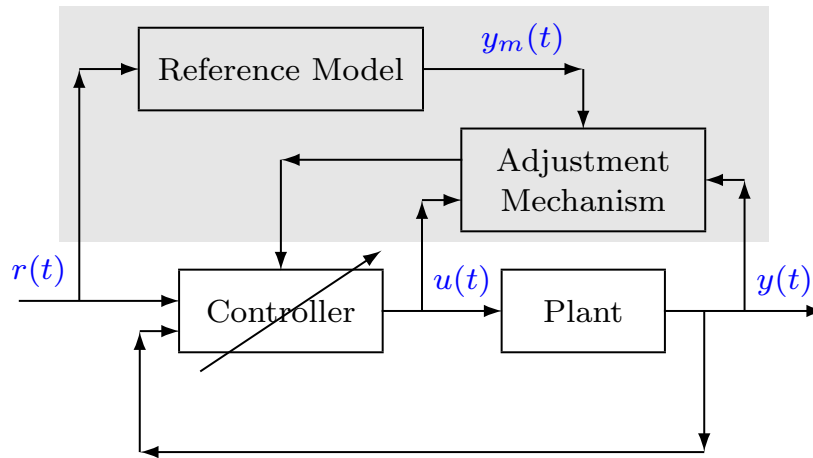 y_m(t)
Reference Model
Adjustment
Mechanism
r(t)
u(t)
y(t)
Controller
Plant